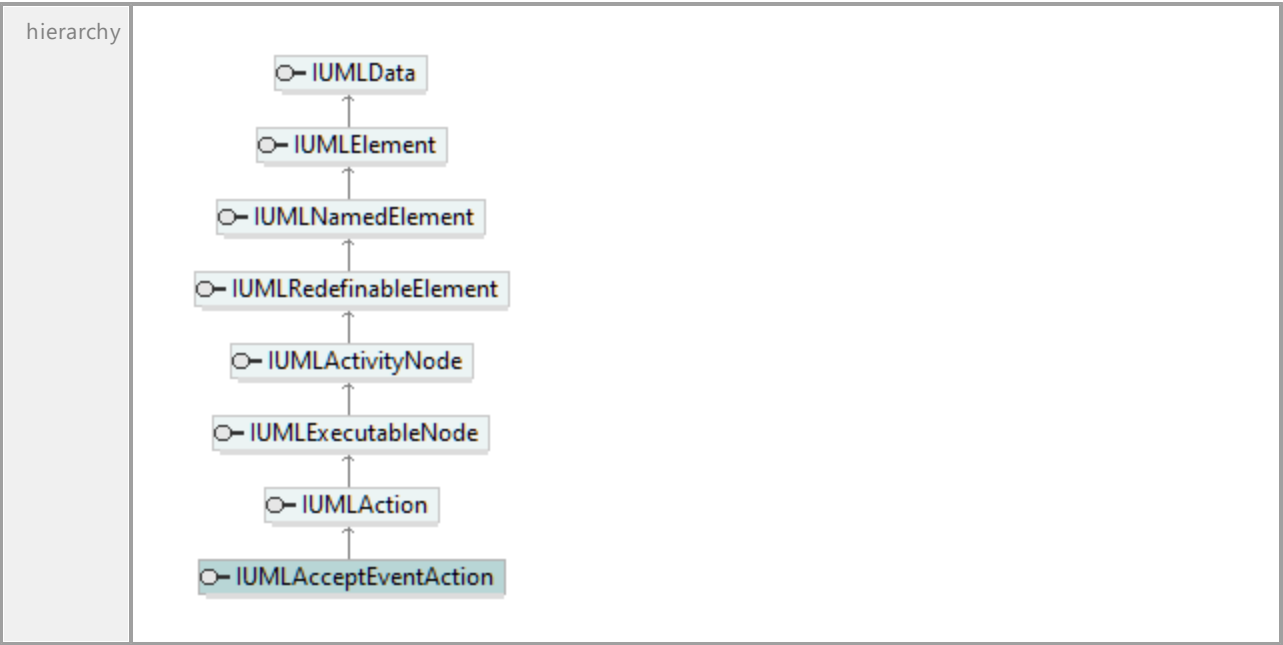 hierarchy
IUMLData
IUMLElement
IUMLNamedElement
IUMLRedefinableElement
IUMLActivityNode
IUMLExecutableNode
IUMLAction
IUMLAcceptEventAction